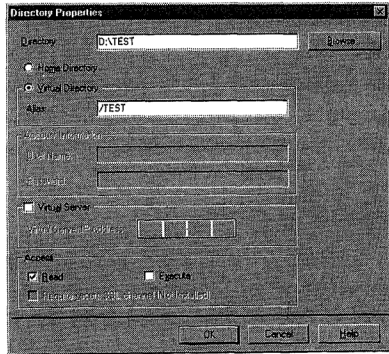 Directory Properties
Directory: D:\TEST Browse...
Home Directory
Virtual Directory
Alias: /TEST
Account Information
User Name:
Password:
Virtual Server
Virtual Server IP Address:
Access
Read Execute
Require secure SSL channel (Not Installed)
OK Cancel Help